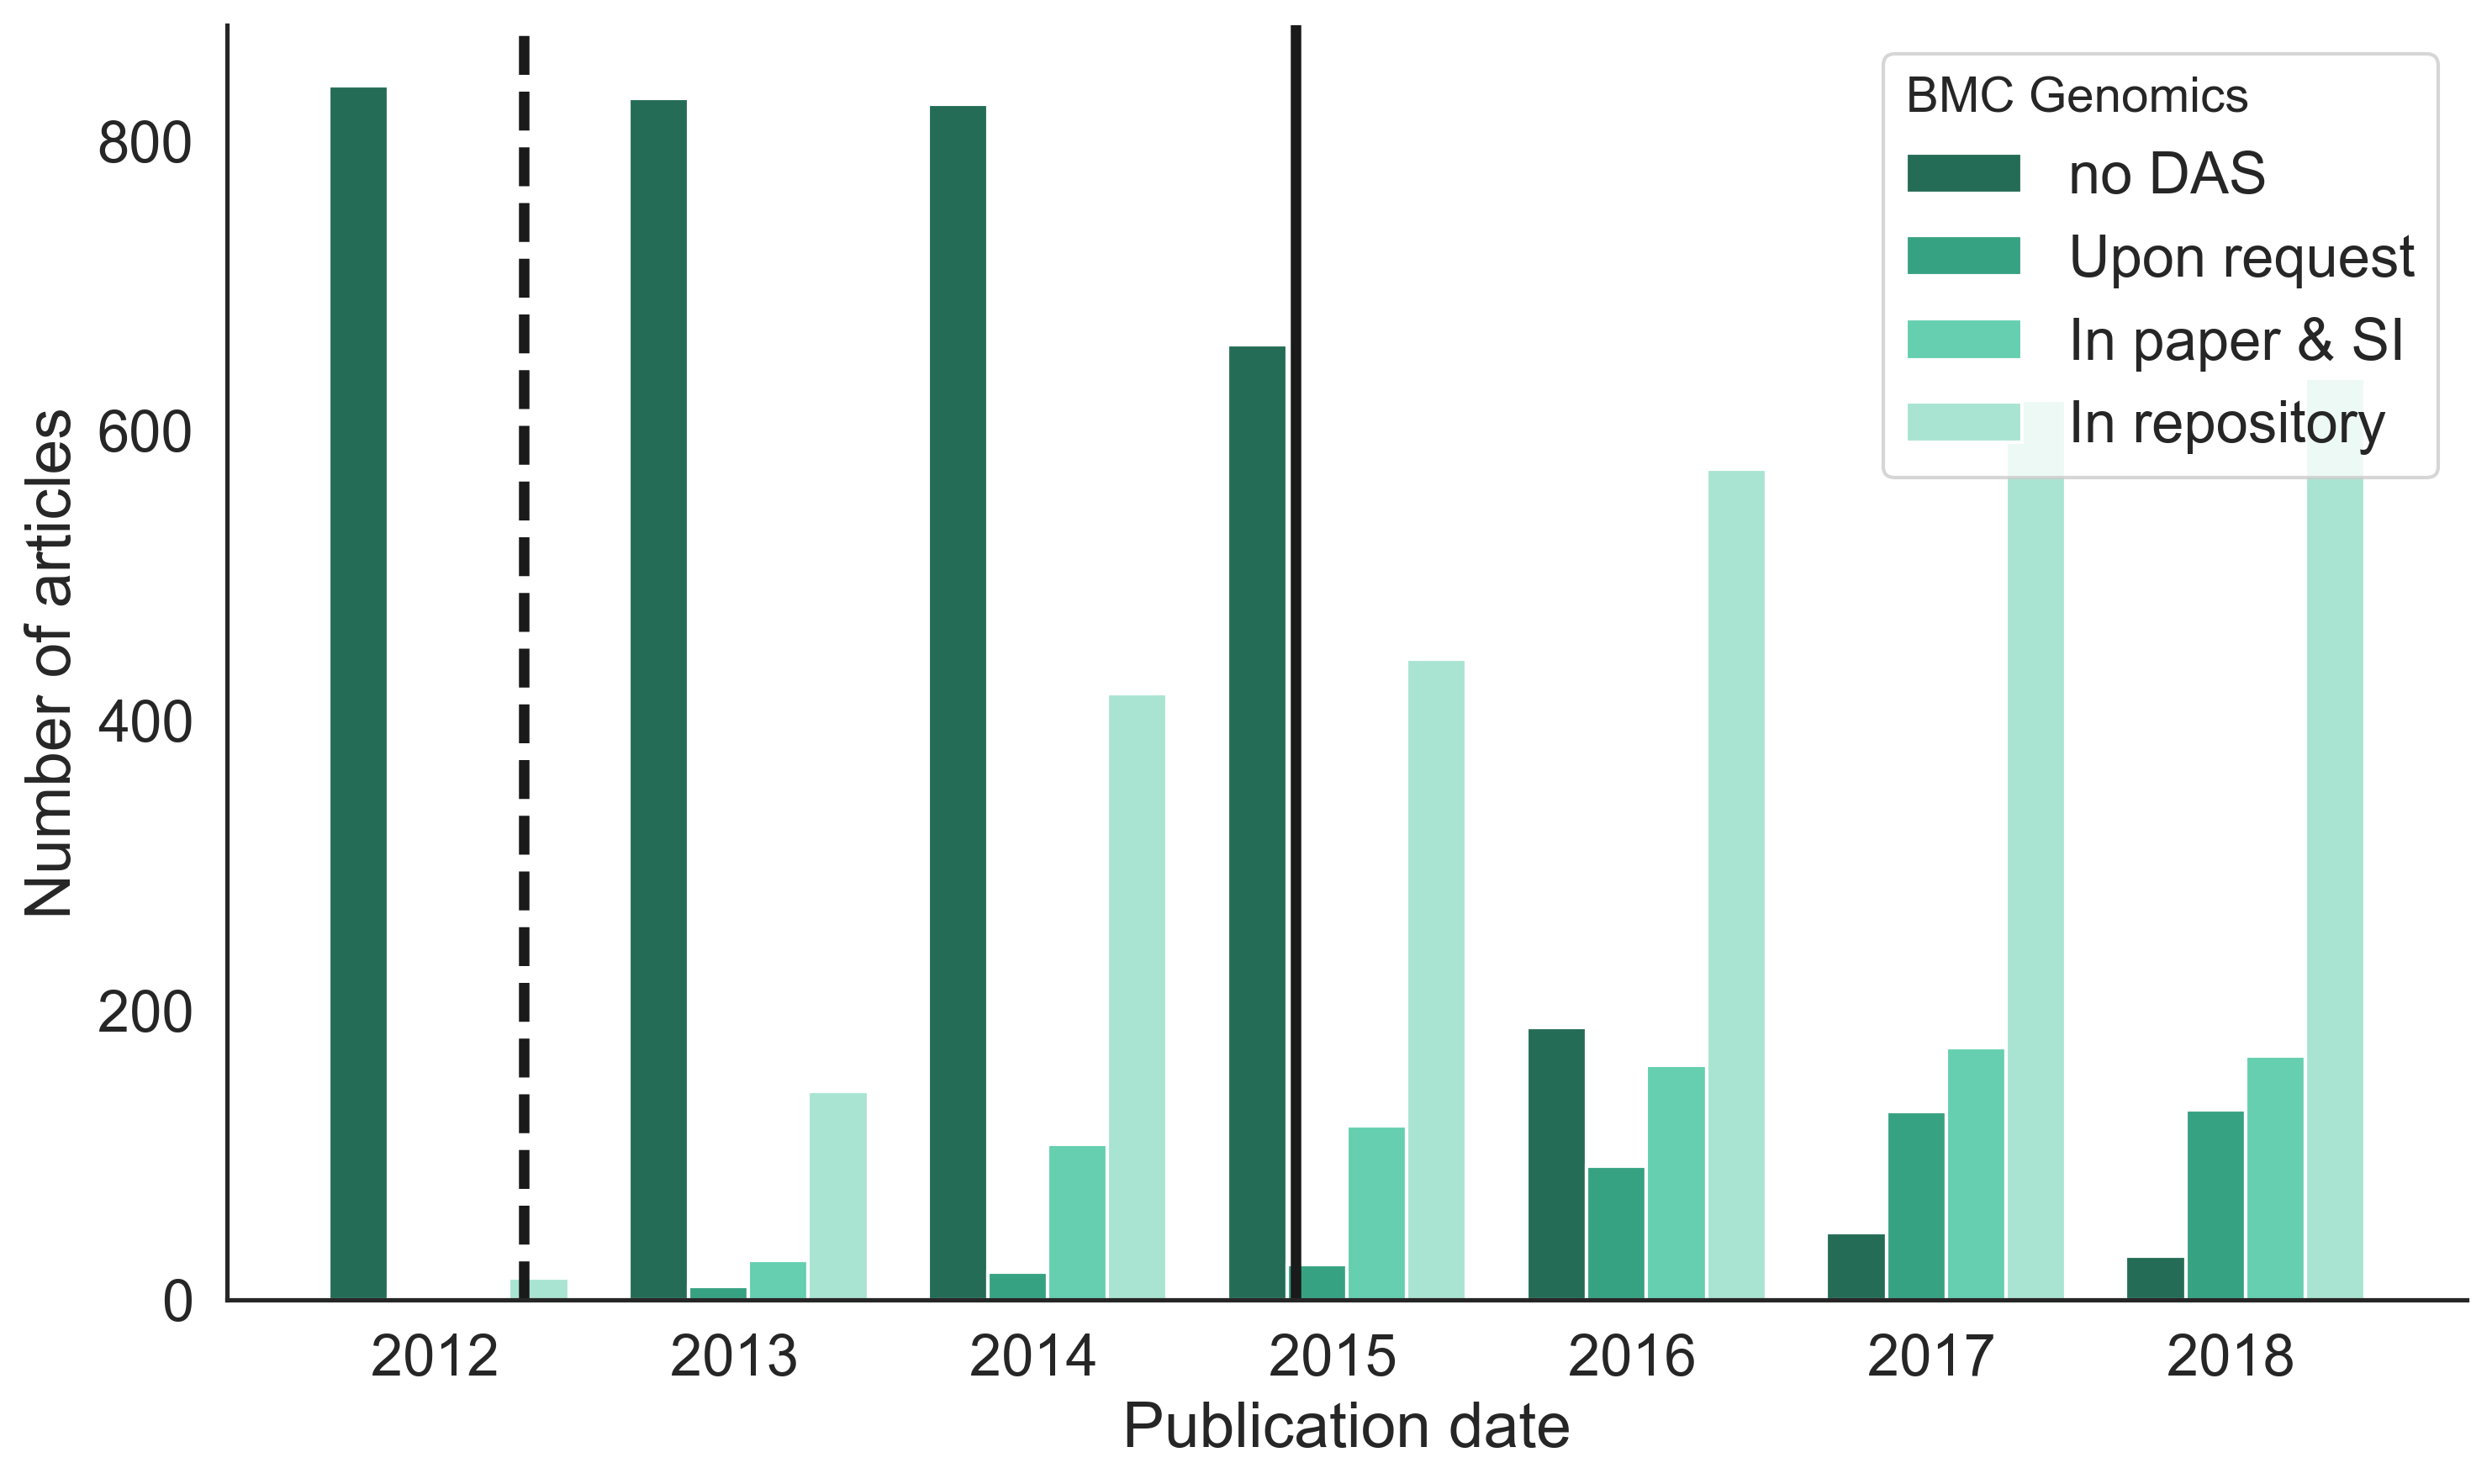 BMC Genomics
no DAS
Upon request
In paper & SI
In repository
Number of articles
800
600
400
200
0
2012 2013 2014 2015 2016 2017 2018
Publication date